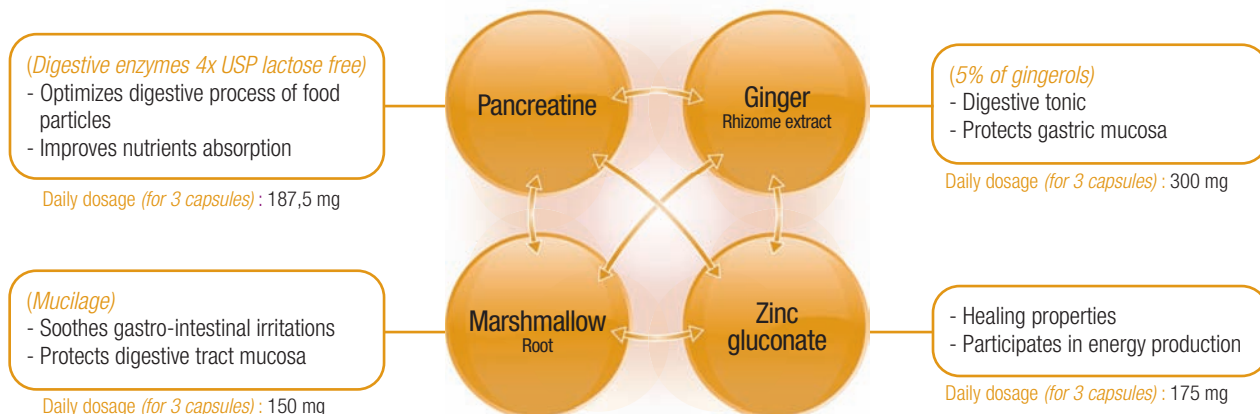 (Digestive enzymes 4x USP lactose free)
- Optimizes digestive process of food
particles
- Improves nutrients absorption
Daily dosage (for 3 capsules) : 187,5 mg
Pancreatine
Ginger
Rhizome extract
(5% of gingerols)
- Digestive tonic
- Protects gastric mucosa
Daily dosage (for 3 capsules) : 300 mg
(Mucilage)
- Soothes gastro-intestinal irritations
- Protects digestive tract mucosa
Daily dosage (for 3 capsules) : 150 mg
Marshmallow
Root
Zinc
gluconate
- Healing properties
- Participates in energy production
Daily dosage (for 3 capsules) : 175 mg